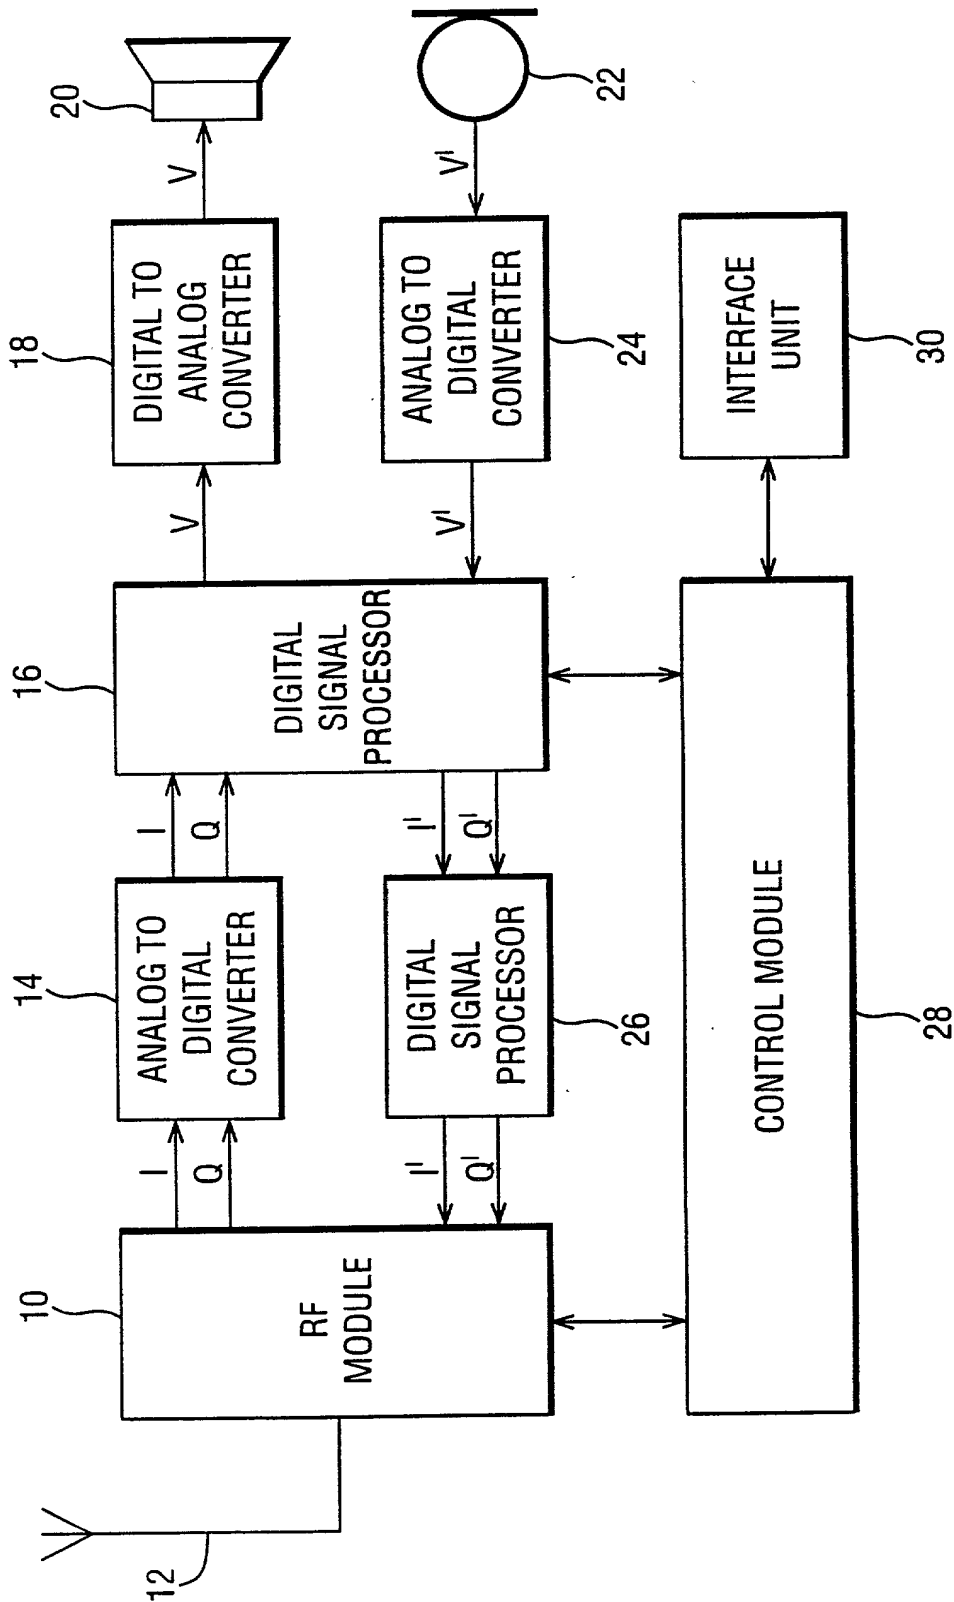 12
10
RF
MODULE
I
Q
I'
Q'
14
ANALOG TO
DIGITAL
CONVERTER
DIGITAL
SIGNAL
PROCESSOR
26
I
Q
I'
Q'
16
DIGITAL
SIGNAL
PROCESSOR
V
V'
18
DIGITAL TO
ANALOG
CONVERTER
ANALOG TO
DIGITAL
CONVERTER
24
V
V'
20
22
CONTROL MODULE
28
INTERFACE
UNIT
30